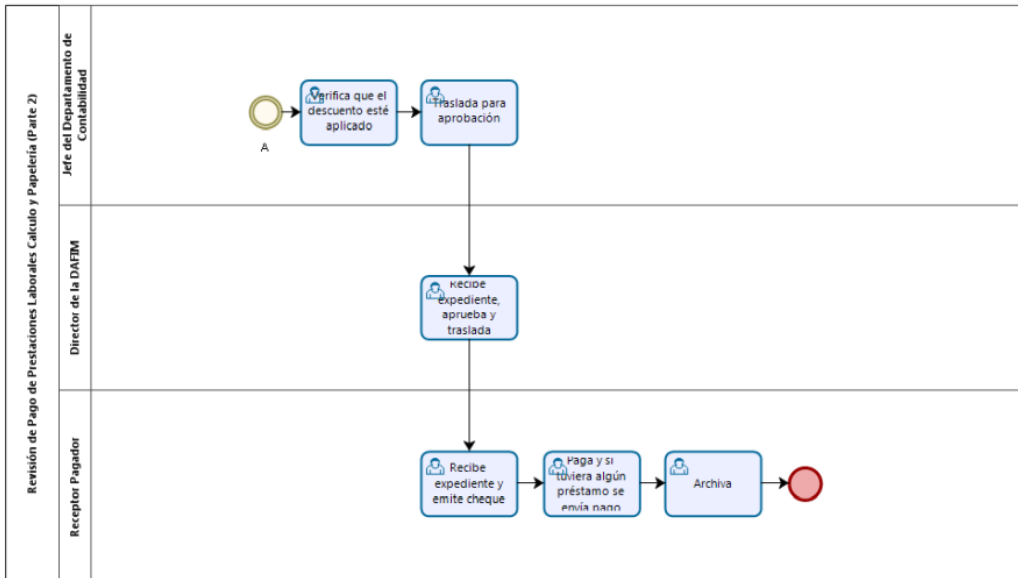 Revisión de Pago de Prestaciones Laborales Calculo y Papelería (Parte 2)
Jefe del Departamento de
Contabilidad
A
Verifica que el
descuento esté
aplicado
Traslada para
aprobación
Director de la DAFIM
Recibe
expediente,
aprueba y
traslada
Receptor Pagador
Recibe
expediente y
emite cheque
Paga y si
tuviera algún
préstamo se
envía pago
Archiva